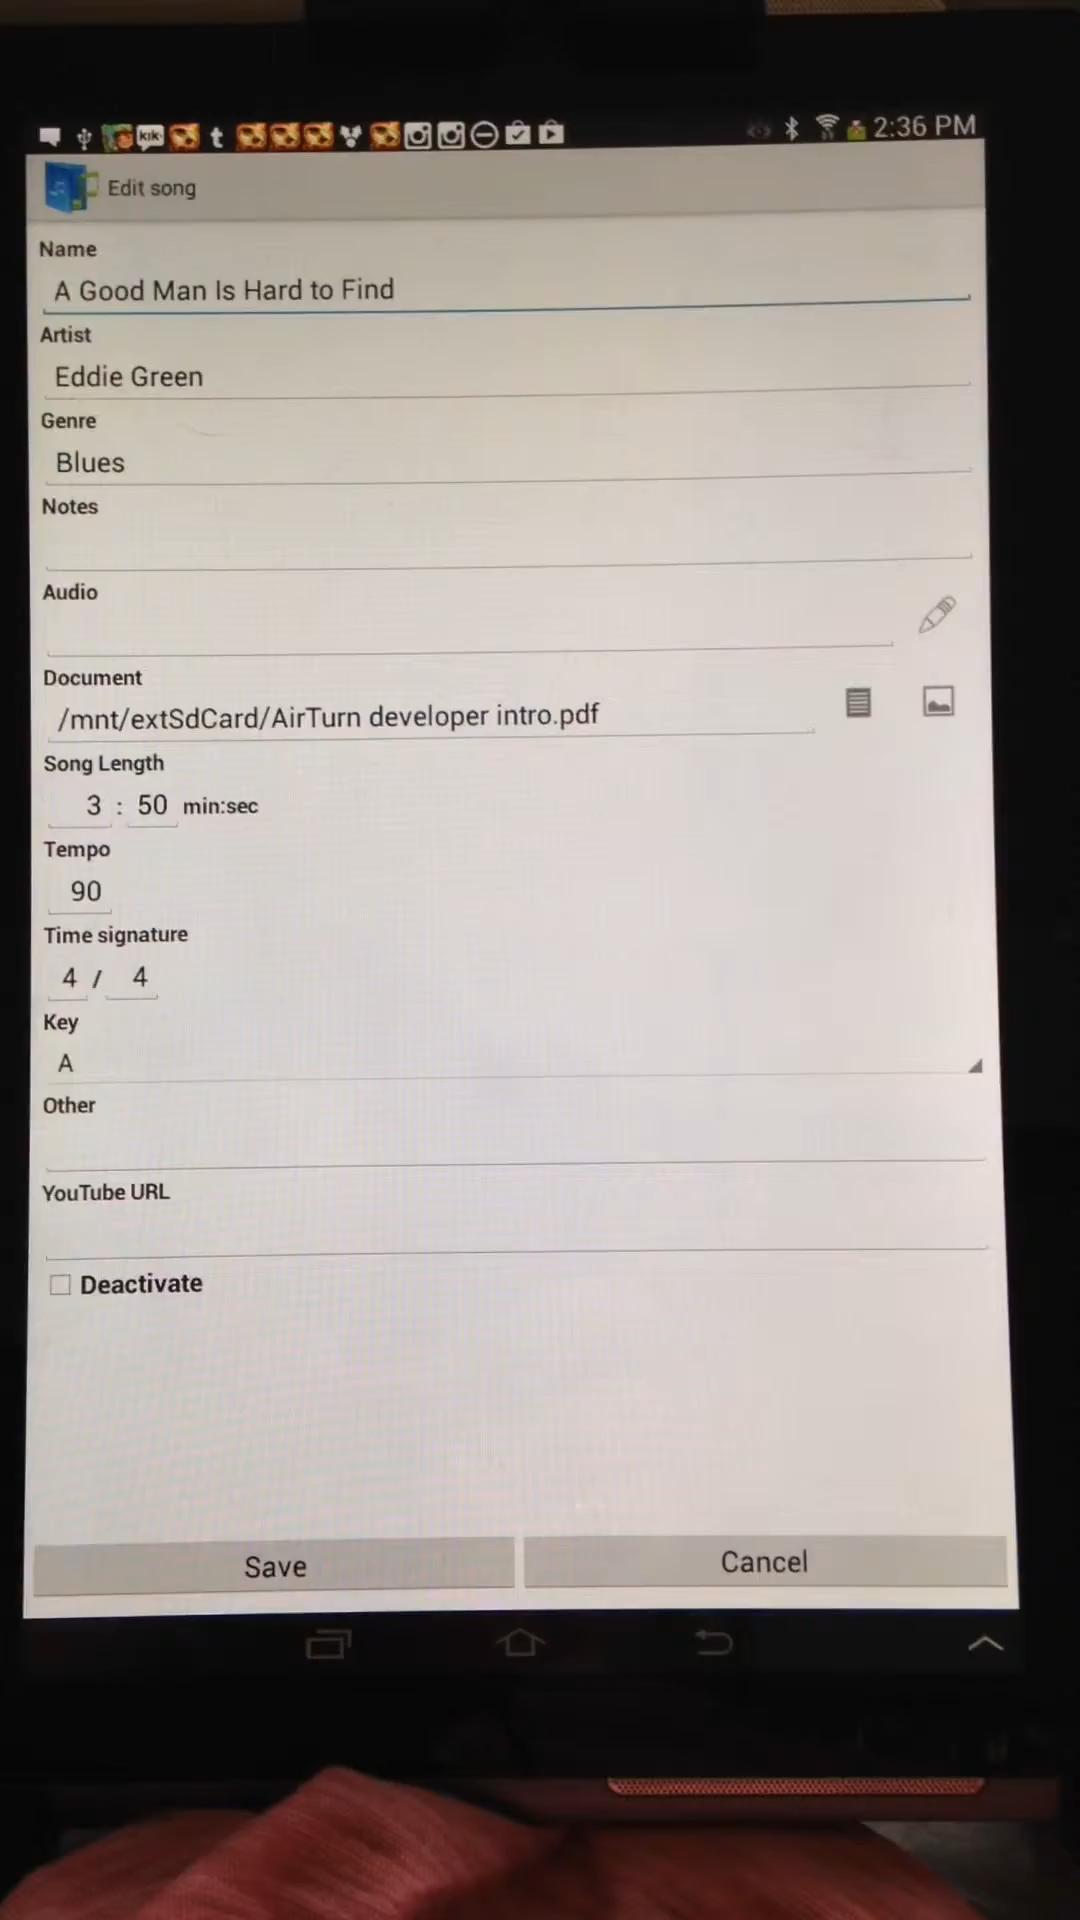 kik
t
2:36 PM
Edit song
Name
A Good Man Is Hard to Find
Artist
Eddie Green
Genre
Blues
Notes
Audio
Document
/mnt/extSdCard/AirTurn developer intro.pdf
Song Length
3 : 50 min:sec
Tempo
90
Time signature
4 / 4
Key
A
Other
YouTube URL
Deactivate
Save
Cancel